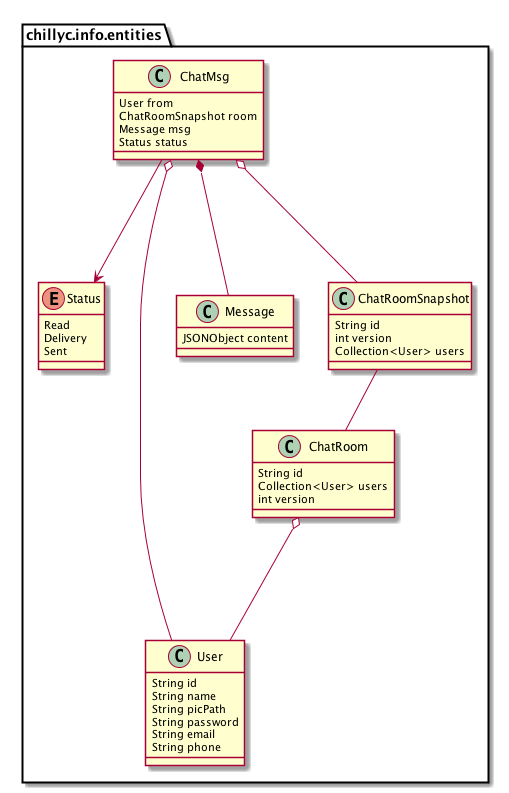 chillyc.info.entities
C ChatMsg
User from
ChatRoomSnapshot room
Message msg
Status status
E Status
Read
Delivery
Sent
C Message
JSONObject content
C ChatRoomSnapshot
String id
int version
Collection<User> users
C ChatRoom
String id
Collection<User> users
int version
C User
String id
String name
String picPath
String password
String email
String phone